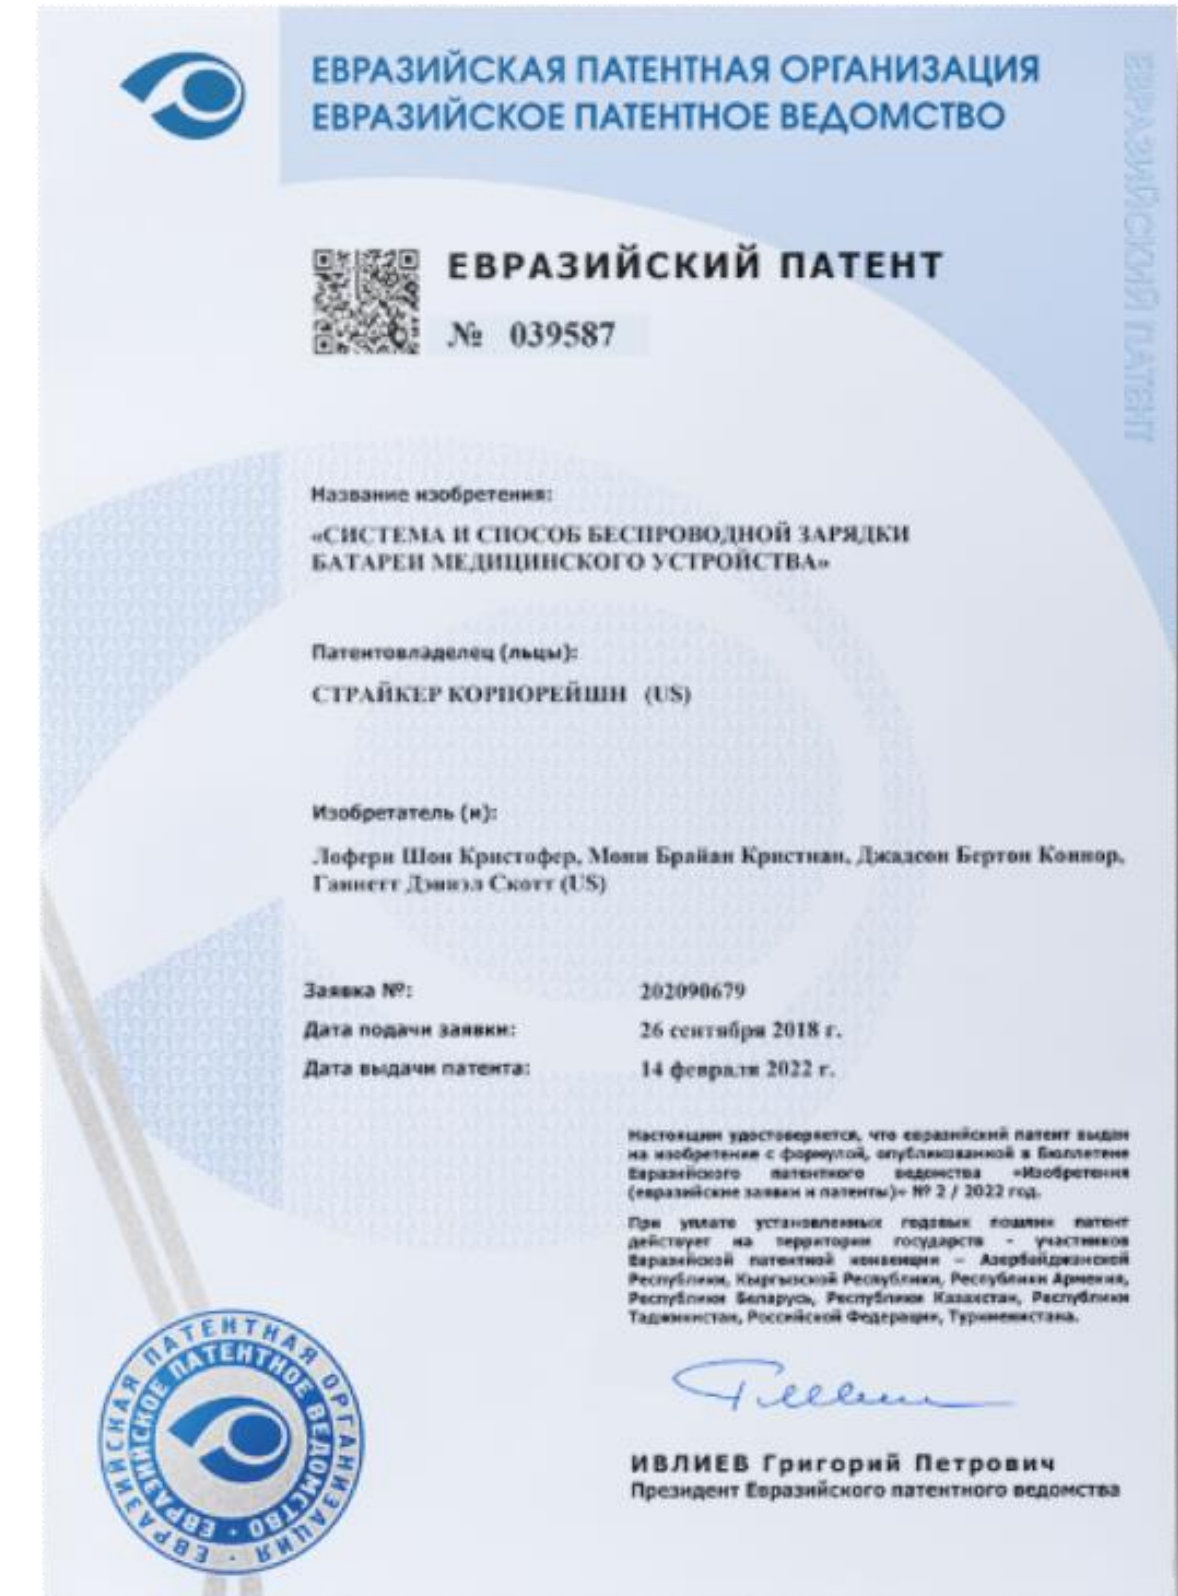 ЕВРАЗИЙСКАЯ ПАТЕНТНАЯ ОРГАНИЗАЦИЯ
ЕВРАЗИЙСКОЕ ПАТЕНТНОЕ ВЕДОМСТВО
ЕВРАЗИЙСКИЙ ПАТЕНТ
ЕВРАЗИЙСКИЙ ПАТЕНТ
№ 039587
Название изобретения:
«СИСТЕМА И СПОСОБ БЕСПРОВОДНОЙ ЗАРЯДКИ
БАТАРЕИ МЕДИЦИНСКОГО УСТРОЙСТВА»
Патентовладелец (льцы):
СТРАЙКЕР КОРПОРЕЙШН (US)
Изобретатель (и):
Лофери Шон Кристофер, Мони Брайан Кристиан, Джадсон Бертон Коннор,
Ганнетт Дэниэл Скотт (US)
Заявка №: 202090679
Дата подачи заявки: 26 сентября 2018 г.
Дата выдачи патента: 14 февраля 2022 г.
Настоящим удостоверяется, что евразийский патент выдан
на изобретение с формулой, опубликованной в Бюллетене
Евразийского патентного ведомства «Изобретения
(евразийские заявки и патенты)» № 2 / 2022 год.
При уплате установленных годовых пошлин патент
действует на территории государств - участников
Евразийской патентной конвенции – Азербайджанской
Республики, Кыргызской Республики, Республики Армения,
Республики Беларусь, Республики Казахстан, Республики
Таджикистан, Российской Федерации, Туркменистана.
ИВЛИЕВ Григорий Петрович
Президент Евразийского патентного ведомства
ЕВРАЗИЙСКАЯ ПАТЕНТНАЯ ОРГАНИЗАЦИЯ
ЕВРАЗИЙСКОЕ ПАТЕНТНОЕ ВЕДОМСТВО